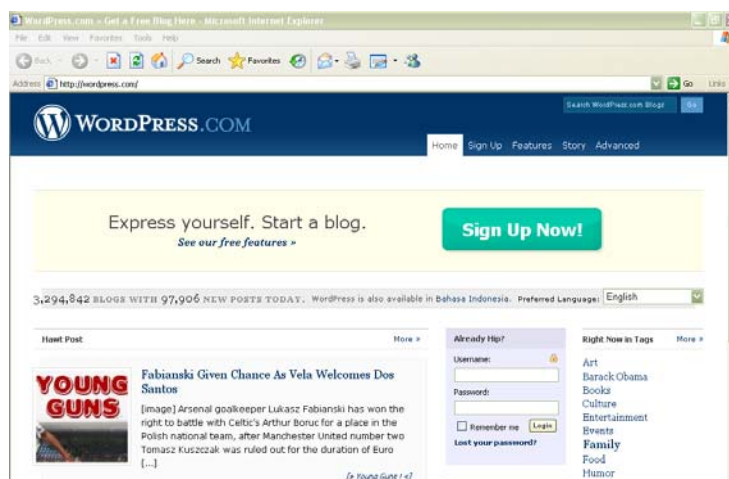 WordPress.com » Get a Free Blog Here - Microsoft Internet Explorer
File Edit View Favorites Tools Help
Back Search Favorites
Address http://wordpress.com/ Go Links
Search WordPress.com Blogs Go
WORDPRESS.COM
Home Sign Up Features Story Advanced
Express yourself. Start a blog.
See our free features »
Sign Up Now!
3,294,842 BLOGS WITH 97,906 NEW POSTS TODAY. WordPress is also available in Bahasa Indonesia. Preferred Language: English
Hawt Post More »
YOUNG GUNS
Fabianski Given Chance As Vela Welcomes Dos
Santos
[image] Arsenal goalkeeper Lukasz Fabianski has won the
right to battle with Celtic's Arthur Boruc for a place in the
Polish national team, after Manchester United number two
Tomasz Kuszczak was ruled out for the duration of Euro
[...]
[» Young Guns ! «]
Already Hip?
Username:
Password:
Remember me Login
Lost your password?
Right Now in Tags More »
Art
Barack Obama
Books
Culture
Entertainment
Events
Family
Food
Humor